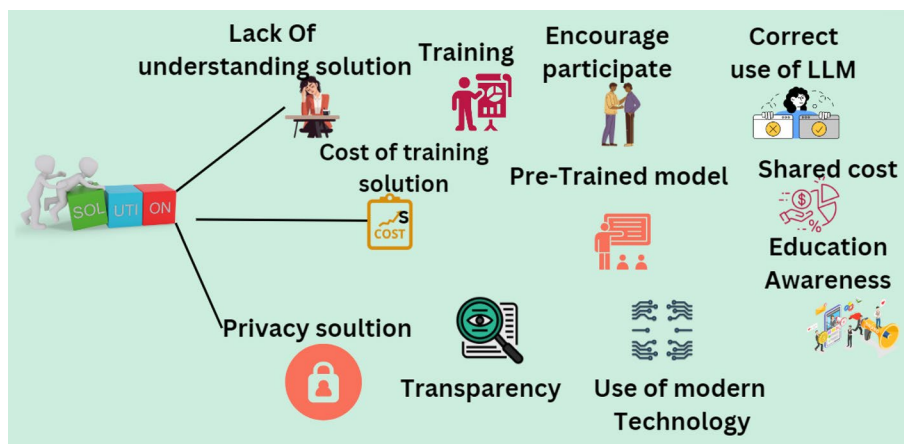 Lack Of
understanding solution
Training
Encourage
participate
Correct
use of LLM
SOL UTI ON
Cost of training
solution
S
COST
Pre-Trained model
Shared cost
$
%
Education
Awareness
Privacy soultion
Transparency
Use of modern
Technology